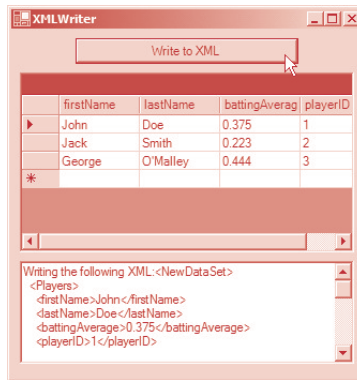 XMLWriter
Write to XML
firstName lastName battingAverag playerID
John Doe 0.375 1
Jack Smith 0.223 2
George O'Malley 0.444 3
Writing the following XML:<NewDataSet>
<Players>
<firstName>John</firstName>
<lastName>Doe</lastName>
<battingAverage>0.375</battingAverage>
<playerID>1</playerID>